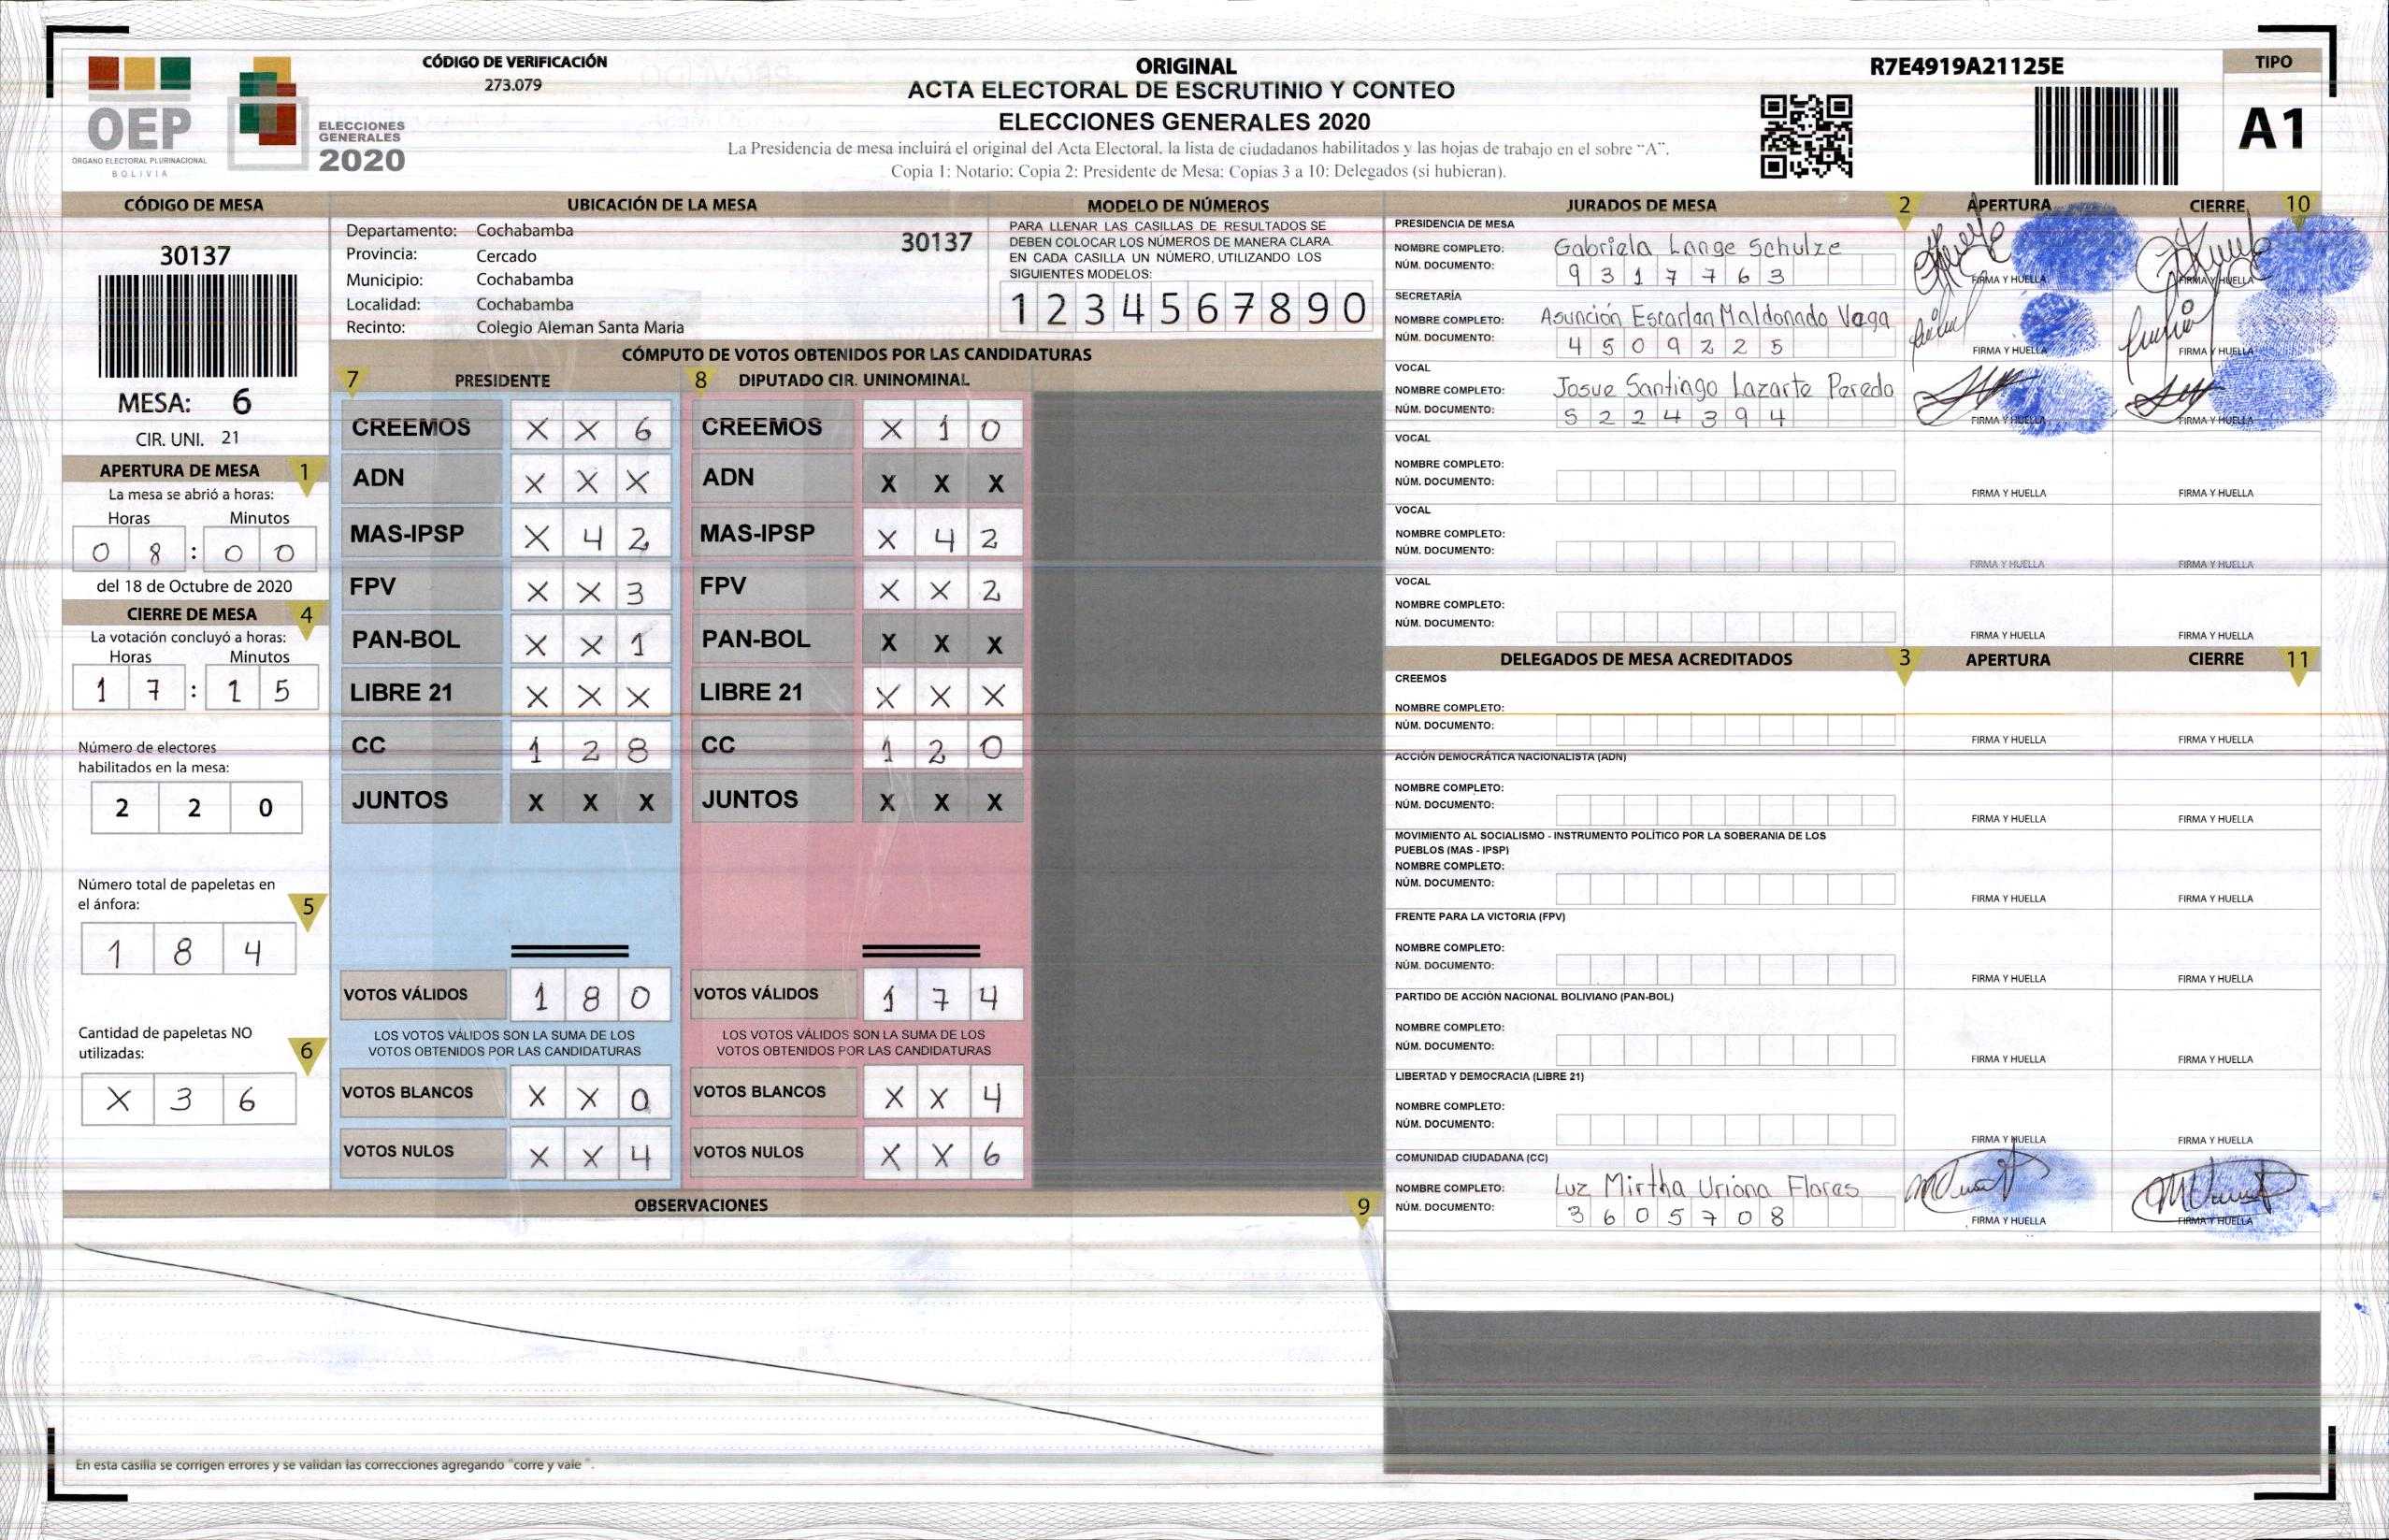 OEP
ÓRGANO ELECTORAL PLURINACIONAL
BOLIVIA
ELECCIONES
GENERALES
2020
CÓDIGO DE VERIFICACIÓN
273.079
ORIGINAL
ACTA ELECTORAL DE ESCRUTINIO Y CONTEO
ELECCIONES GENERALES 2020
La Presidencia de mesa incluirá el original del Acta Electoral, la lista de ciudadanos habilitados y las hojas de trabajo en el sobre "A".
Copia 1: Notario; Copia 2: Presidente de Mesa; Copias 3 a 10: Delegados (si hubieran).
R7E4919A21125E
TIPO
A1
CÓDIGO DE MESA
30137
MESA: 6
CIR. UNI. 21
APERTURA DE MESA 1
La mesa se abrió a horas:
Horas Minutos
0 8 : 0 0
del 18 de Octubre de 2020
CIERRE DE MESA 4
La votación concluyó a horas:
Horas Minutos
1 7 : 1 5
Número de electores
habilitados en la mesa:
2 2 0
Número total de papeletas en
el ánfora: 5
1 8 4
Cantidad de papeletas NO
utilizadas: 6
X 3 6
UBICACIÓN DE LA MESA
Departamento: Cochabamba
30137
Provincia: Cercado
Municipio: Cochabamba
Localidad: Cochabamba
Recinto: Colegio Aleman Santa Maria
MODELO DE NÚMEROS
PARA LLENAR LAS CASILLAS DE RESULTADOS SE
DEBEN COLOCAR LOS NÚMEROS DE MANERA CLARA.
EN CADA CASILLA UN NÚMERO, UTILIZANDO LOS
SIGUIENTES MODELOS:
1 2 3 4 5 6 7 8 9 0
CÓMPUTO DE VOTOS OBTENIDOS POR LAS CANDIDATURAS
7 PRESIDENTE 8 DIPUTADO CIR. UNINOMINAL
CREEMOS X X 6 CREEMOS X 1 0
ADN X X X ADN X X X
MAS-IPSP X 4 2 MAS-IPSP X 4 2
FPV X X 3 FPV X X 2
PAN-BOL X X 1 PAN-BOL X X X
LIBRE 21 X X X LIBRE 21 X X X
CC 1 2 8 CC 1 2 0
JUNTOS X X X JUNTOS X X X
VOTOS VÁLIDOS 1 8 0 VOTOS VÁLIDOS 1 7 4
LOS VOTOS VÁLIDOS SON LA SUMA DE LOS LOS VOTOS VÁLIDOS SON LA SUMA DE LOS
VOTOS OBTENIDOS POR LAS CANDIDATURAS VOTOS OBTENIDOS POR LAS CANDIDATURAS
VOTOS BLANCOS X X 0 VOTOS BLANCOS X X 4
VOTOS NULOS X X 4 VOTOS NULOS X X 6
OBSERVACIONES 9
En esta casilla se corrigen errores y se validan las correcciones agregando "corre y vale ".
JURADOS DE MESA 2 APERTURA CIERRE 10
PRESIDENCIA DE MESA
NOMBRE COMPLETO: Gabriela Lange Schulze
NÚM. DOCUMENTO: 9 3 1 7 7 6 3
FIRMA Y HUELLA FIRMA Y HUELLA
SECRETARÍA
NOMBRE COMPLETO: Asunción Escarlan Maldonado Vega
NÚM. DOCUMENTO: 4 5 0 9 2 2 5
FIRMA Y HUELLA FIRMA Y HUELLA
VOCAL
NOMBRE COMPLETO: Josue Santiago Lazarte Peredo
NÚM. DOCUMENTO: 5 2 2 4 3 9 4
FIRMA Y HUELLA FIRMA Y HUELLA
VOCAL
NOMBRE COMPLETO:
NÚM. DOCUMENTO:
FIRMA Y HUELLA FIRMA Y HUELLA
VOCAL
NOMBRE COMPLETO:
NÚM. DOCUMENTO:
FIRMA Y HUELLA FIRMA Y HUELLA
VOCAL
NOMBRE COMPLETO:
NÚM. DOCUMENTO:
FIRMA Y HUELLA FIRMA Y HUELLA
DELEGADOS DE MESA ACREDITADOS 3 APERTURA CIERRE 11
CREEMOS
NOMBRE COMPLETO:
NÚM. DOCUMENTO:
FIRMA Y HUELLA FIRMA Y HUELLA
ACCIÓN DEMOCRÁTICA NACIONALISTA (ADN)
NOMBRE COMPLETO:
NÚM. DOCUMENTO:
FIRMA Y HUELLA FIRMA Y HUELLA
MOVIMIENTO AL SOCIALISMO - INSTRUMENTO POLÍTICO POR LA SOBERANIA DE LOS
PUEBLOS (MAS - IPSP)
NOMBRE COMPLETO:
NÚM. DOCUMENTO:
FIRMA Y HUELLA FIRMA Y HUELLA
FRENTE PARA LA VICTORIA (FPV)
NOMBRE COMPLETO:
NÚM. DOCUMENTO:
FIRMA Y HUELLA FIRMA Y HUELLA
PARTIDO DE ACCIÓN NACIONAL BOLIVIANO (PAN-BOL)
NOMBRE COMPLETO:
NÚM. DOCUMENTO:
FIRMA Y HUELLA FIRMA Y HUELLA
LIBERTAD Y DEMOCRACIA (LIBRE 21)
NOMBRE COMPLETO:
NÚM. DOCUMENTO:
FIRMA Y HUELLA FIRMA Y HUELLA
COMUNIDAD CIUDADANA (CC)
NOMBRE COMPLETO: Luz Mirtha Uriona Flores
NÚM. DOCUMENTO: 3 6 0 5 7 0 8
FIRMA Y HUELLA FIRMA Y HUELLA